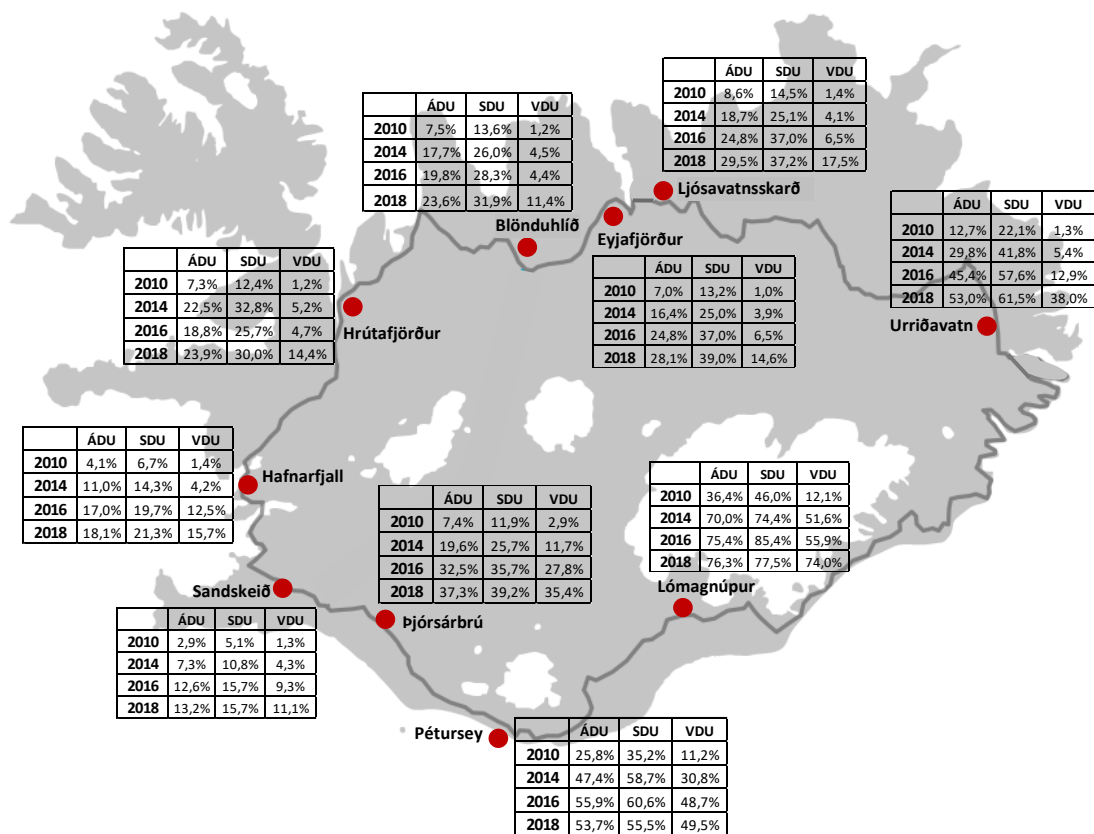 ÁDU SDU VDU
2010 8,6% 14,5% 1,4%
2014 18,7% 25,1% 4,1%
2016 24,8% 37,0% 6,5%
2018 29,5% 37,2% 17,5%
Ljósavatnsskarð
ÁDU SDU VDU
2010 7,5% 13,6% 1,2%
2014 17,7% 26,0% 4,5%
2016 19,8% 28,3% 4,4%
2018 23,6% 31,9% 11,4%
Blönduhlíð
Eyjafjörður
ÁDU SDU VDU
2010 7,0% 13,2% 1,0%
2014 16,4% 25,0% 3,9%
2016 24,8% 37,0% 6,5%
2018 28,1% 39,0% 14,6%
ÁDU SDU VDU
2010 12,7% 22,1% 1,3%
2014 29,8% 41,8% 5,4%
2016 45,4% 57,6% 12,9%
2018 53,0% 61,5% 38,0%
Urriðavatn
ÁDU SDU VDU
2010 7,3% 12,4% 1,2%
2014 22,5% 32,8% 5,2%
2016 18,8% 25,7% 4,7%
2018 23,9% 30,0% 14,4%
Hrútafjörður
ÁDU SDU VDU
2010 4,1% 6,7% 1,4%
2014 11,0% 14,3% 4,2%
2016 17,0% 19,7% 12,5%
2018 18,1% 21,3% 15,7%
Hafnarfjall
ÁDU SDU VDU
2010 7,4% 11,9% 2,9%
2014 19,6% 25,7% 11,7%
2016 32,5% 35,7% 27,8%
2018 37,3% 39,2% 35,4%
Þjórsárbrú
ÁDU SDU VDU
2010 36,4% 46,0% 12,1%
2014 70,0% 74,4% 51,6%
2016 75,4% 85,4% 55,9%
2018 76,3% 77,5% 74,0%
Lómagnúpur
Sandskeið
ÁDU SDU VDU
2010 2,9% 5,1% 1,3%
2014 7,3% 10,8% 4,3%
2016 12,6% 15,7% 9,3%
2018 13,2% 15,7% 11,1%
Pétursey
ÁDU SDU VDU
2010 25,8% 35,2% 11,2%
2014 47,4% 58,7% 30,8%
2016 55,9% 60,6% 48,7%
2018 53,7% 55,5% 49,5%